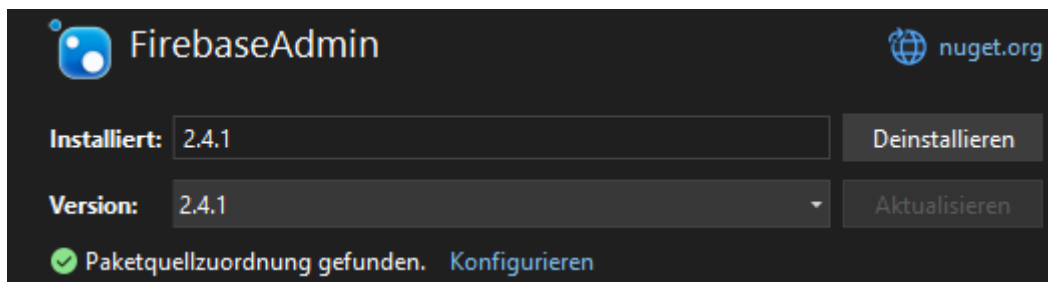 FirebaseAdmin
nuget.org
Installiert: 2.4.1 Deinstallieren
Version: 2.4.1 Aktualisieren
Paketquellzuordnung gefunden. Konfigurieren